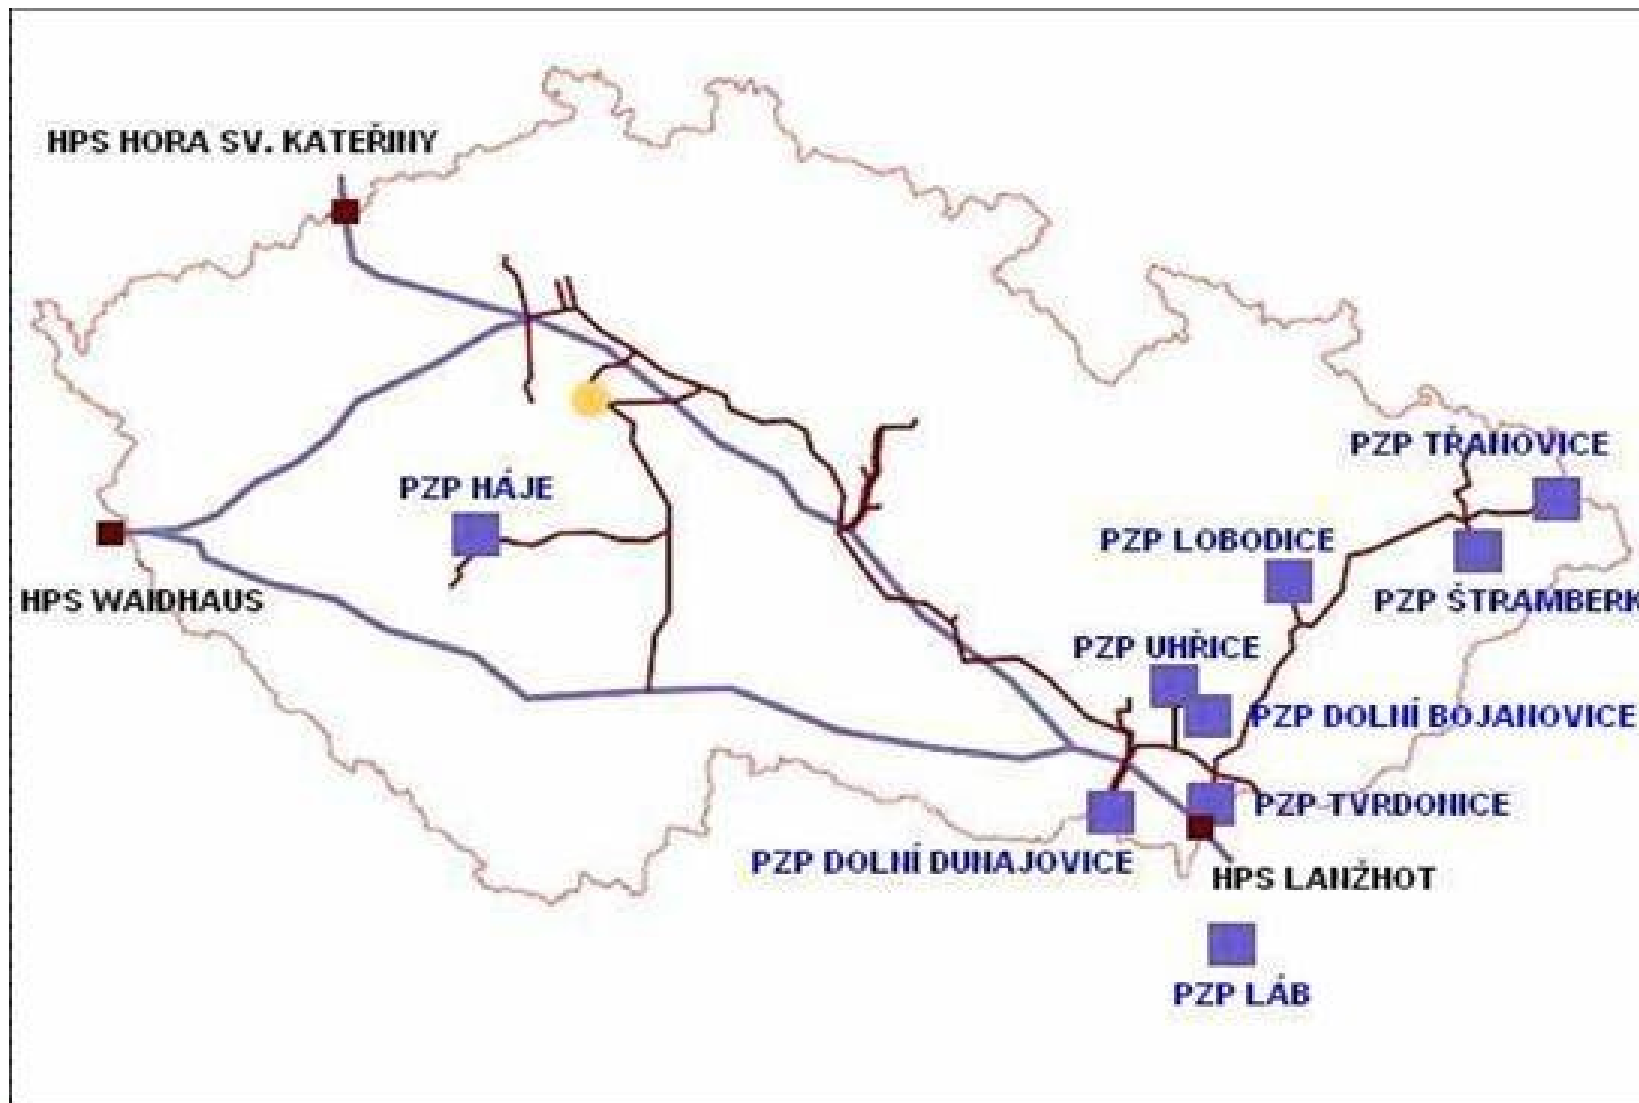 HPS HORA SV. KATEŘINY
PZP TŘANOVICE
PZP HÁJE
PZP LOBODICE
HPS WAIDHAUS
PZP ŠTRAMBERK
PZP UHŘICE
PZP DOLNÍ BOJANOVICE
PZP TVRDONICE
PZP DOLNÍ DUNAJOVICE
HPS LANŽHOT
PZP LÁB